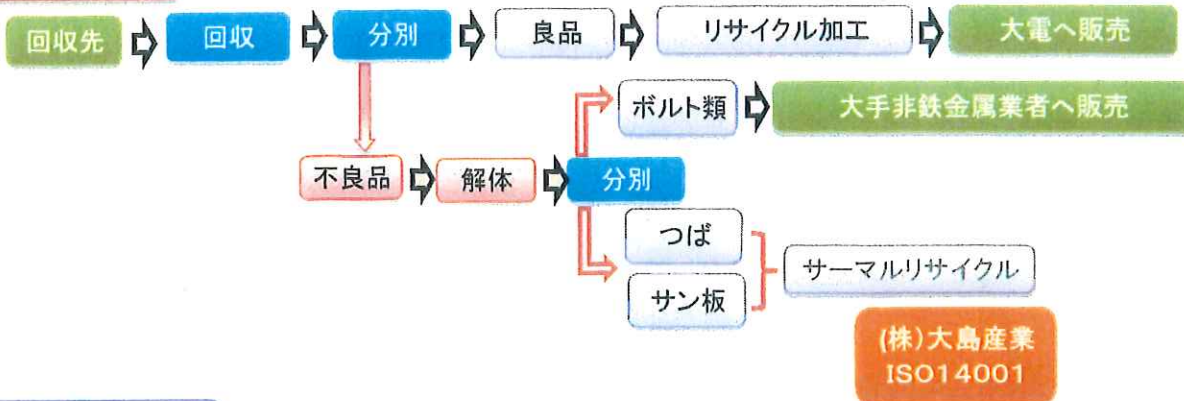 回収先
回収
分別
良品
リサイクル加工
大電へ販売
ボルト類
大手非鉄金属業者へ販売
不良品
解体
分別
つば
サン板
サーマルリサイクル
(株)大島産業
ISO14001